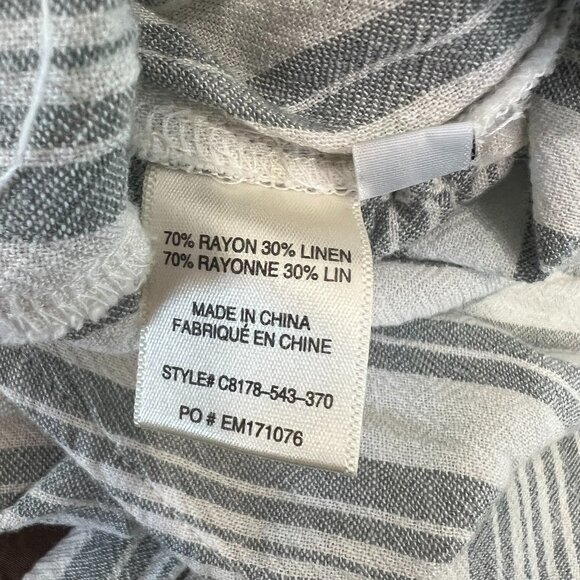 70% RAYON 30% LINEN
70% RAYONNE 30% LIN
MADE IN CHINA
FABRIQUÉ EN CHINE
STYLE# C8178-543-370
PO # EM171076